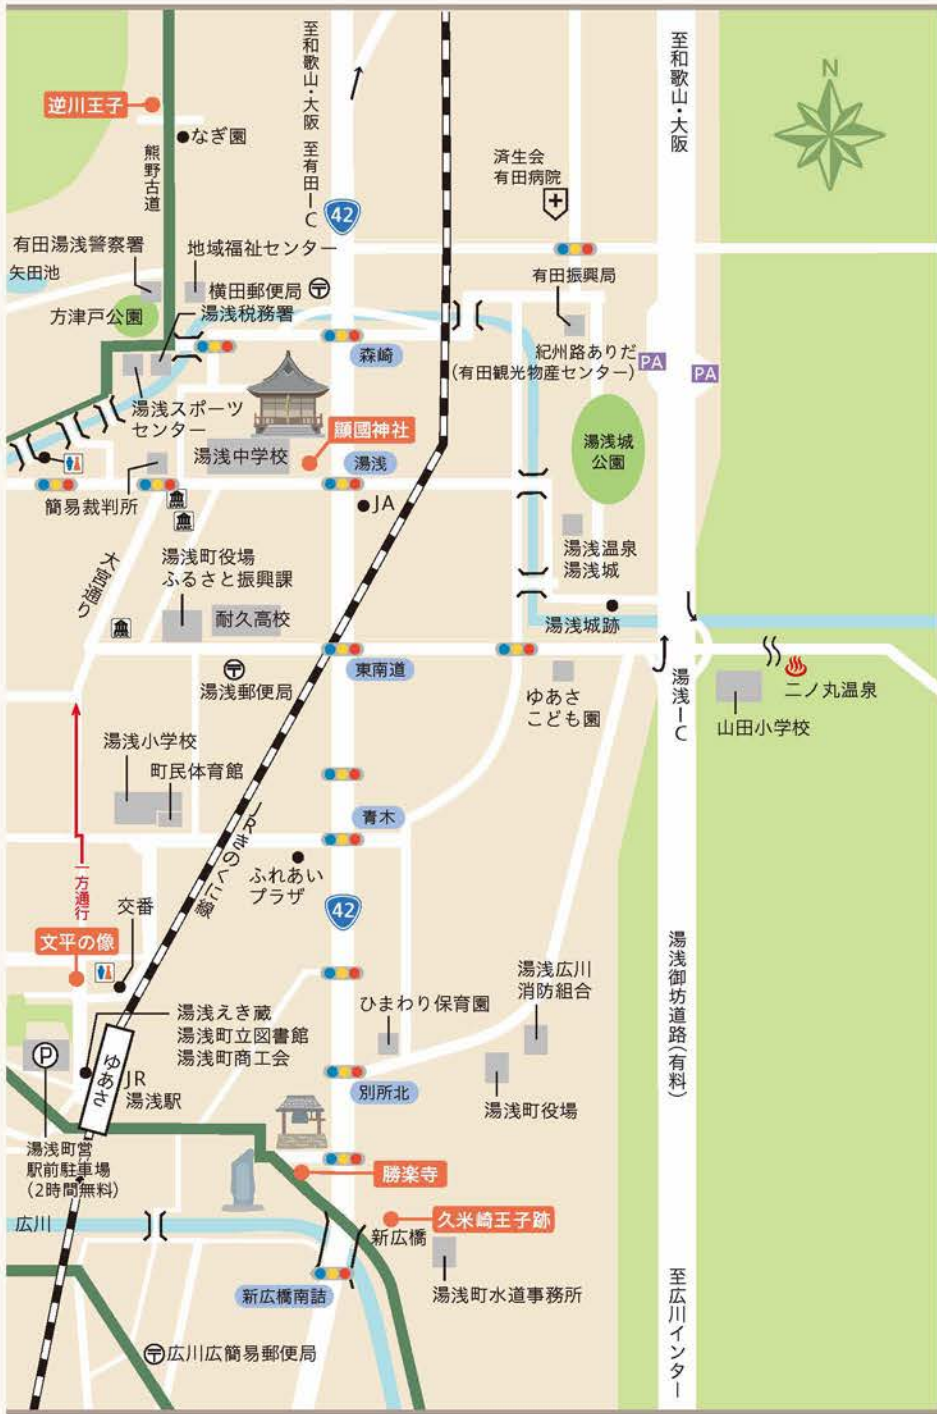 至和歌山・大阪 至有田IC
至和歌山・大阪
N
逆川王子
なぎ園
熊野古道
済生会
有田病院
42
有田湯浅警察署
地域福祉センター
矢田池
横田郵便局
有田振興局
方津戸公園
湯浅税務署
森崎
紀州路ありだ
(有田観光物産センター)
PA
PA
湯浅スポーツ
センター
顯國神社
湯浅城
公園
湯浅中学校
湯浅
簡易裁判所
BANK
BANK
JA
大宮通り
湯浅町役場
ふるさと振興課
湯浅温泉
湯浅城
耐久高校
BANK
湯浅城跡
東南道
湯浅郵便局
ゆあさ
こども園
湯浅IC
二ノ丸温泉
山田小学校
湯浅小学校
町民体育館
青木
JRきのくに線
ふれあい
プラザ
一方通行
交番
42
文平の像
湯浅広川
消防組合
湯浅御坊道路(有料)
ひまわり保育園
湯浅えき蔵
湯浅町立図書館
湯浅町商工会
P
ゆあさ
JR
湯浅駅
別所北
湯浅町役場
湯浅町営
駅前駐車場
(2時間無料)
勝楽寺
久米崎王子跡
広川
新広橋
新広橋南詰
湯浅町水道事務所
至広川インター
広川広簡易郵便局